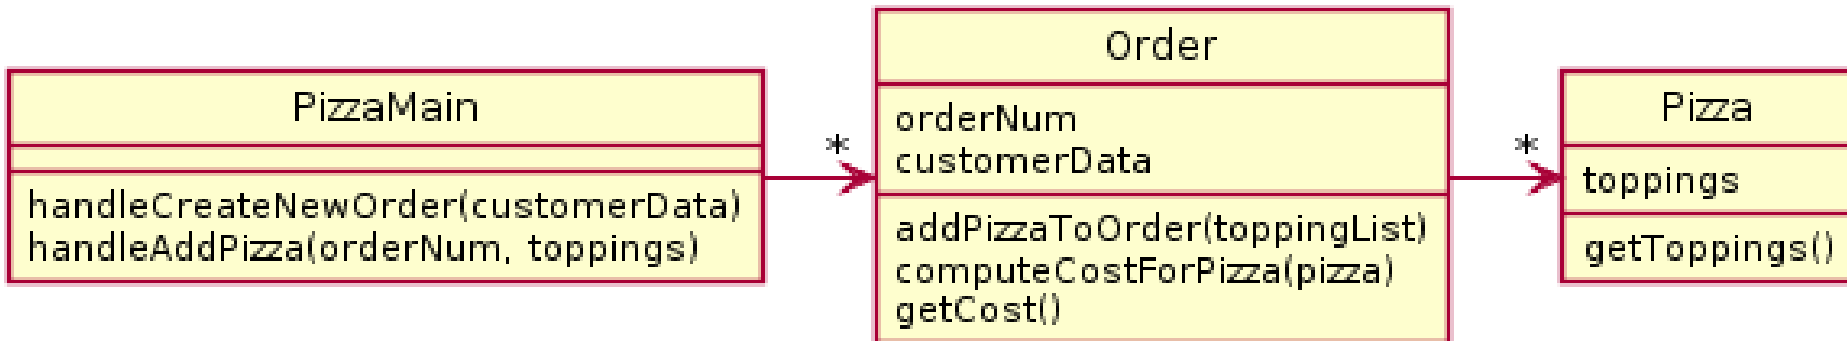 PizzaMain
handleCreateNewOrder(customerData)
handleAddPizza(orderNum, toppings)
*
Order
orderNum
customerData
addPizzaToOrder(toppingList)
computeCostForPizza(pizza)
getCost()
*
Pizza
toppings
getToppings()